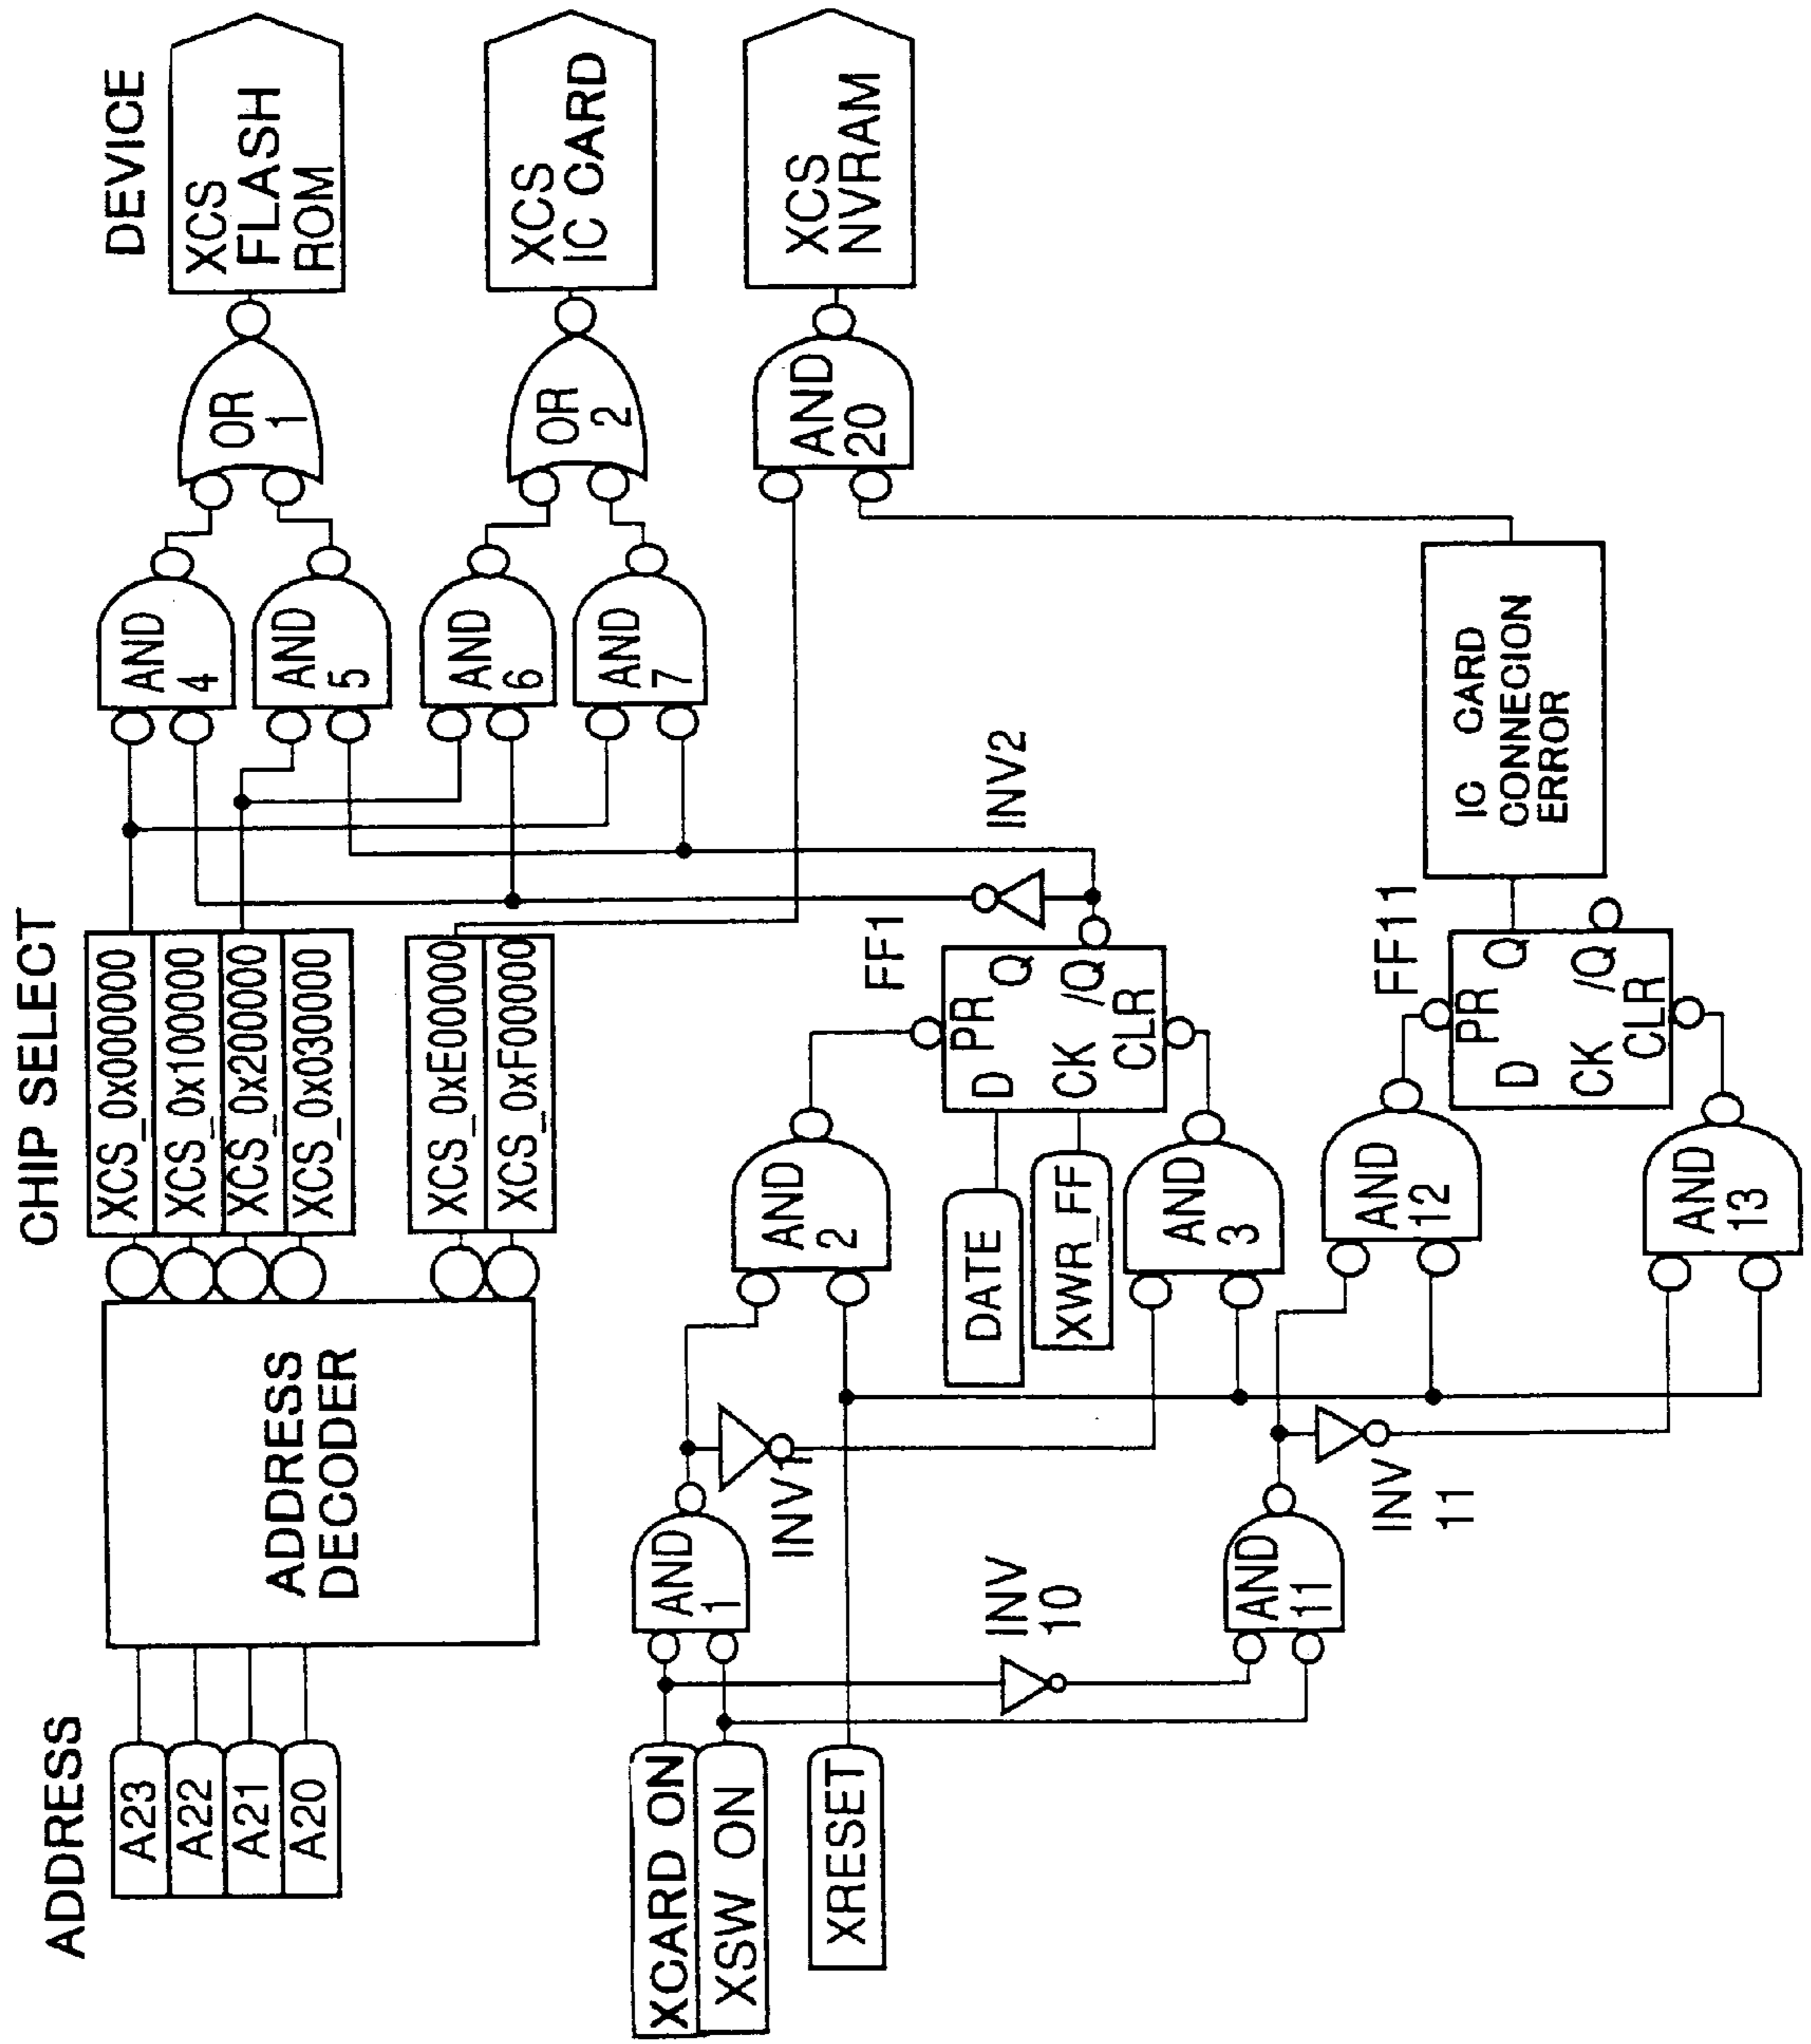 ADDRESS
CHIP SELECT
DEVICE
A23
A22
A21
A20
ADDRESS
DECODER
XCS_0x000000
XCS_0x100000
XCS_0x200000
XCS_0x030000
XCS_0xE00000
XCS_0xF00000
AND
4
AND
5
AND
6
AND
7
OR
1
OR
2
AND
20
XCS
FLASH
ROM
XCS
IC CARD
XCS
NVRAM
XCARD ON
XSW ON
XRESET
AND
1
INV 1
INV
10
AND
11
INV
11
AND
2
DATE
XWR_FF
AND
3
AND
12
AND
13
FF1
PR
D
Q
CK
/Q
CLR
INV2
FF11
PR
D
Q
CK
/Q
CLR
IC CARD
CONNECION
ERROR